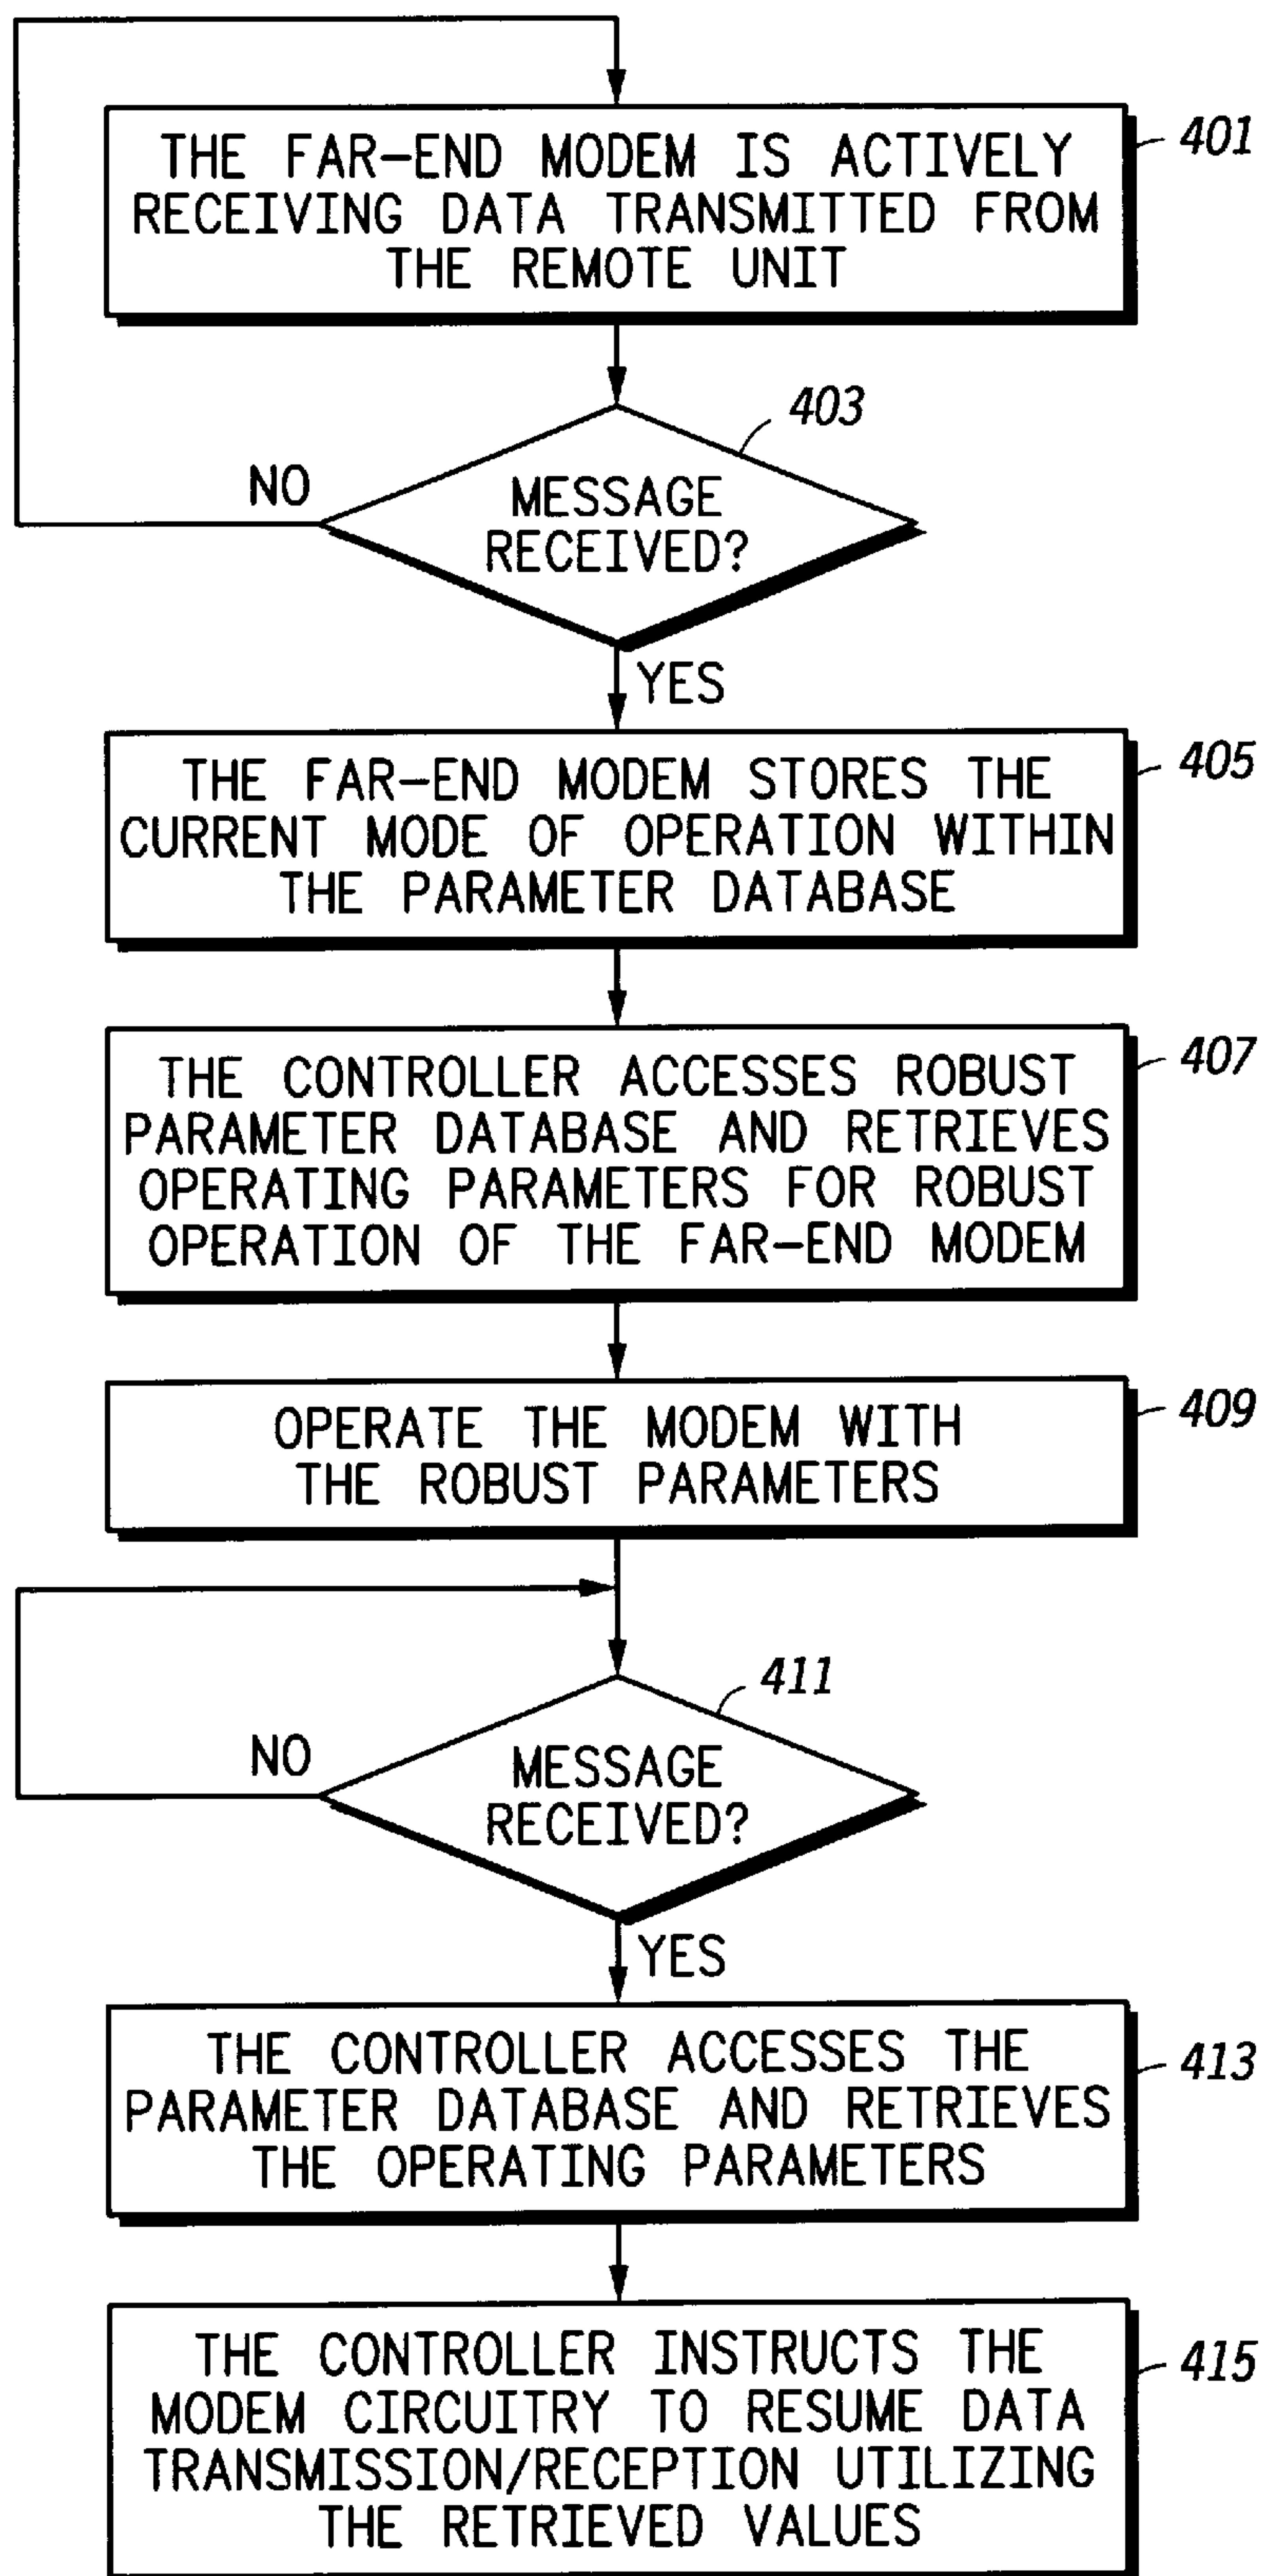 THE FAR-END MODEM IS ACTIVELY
RECEIVING DATA TRANSMITTED FROM
THE REMOTE UNIT
401
403
MESSAGE
RECEIVED?
NO
YES
THE FAR-END MODEM STORES THE
CURRENT MODE OF OPERATION WITHIN
THE PARAMETER DATABASE
405
THE CONTROLLER ACCESSES ROBUST
PARAMETER DATABASE AND RETRIEVES
OPERATING PARAMETERS FOR ROBUST
OPERATION OF THE FAR-END MODEM
407
OPERATE THE MODEM WITH
THE ROBUST PARAMETERS
409
411
MESSAGE
RECEIVED?
NO
YES
THE CONTROLLER ACCESSES THE
PARAMETER DATABASE AND RETRIEVES
THE OPERATING PARAMETERS
413
THE CONTROLLER INSTRUCTS THE
MODEM CIRCUITRY TO RESUME DATA
TRANSMISSION/RECEPTION UTILIZING
THE RETRIEVED VALUES
415